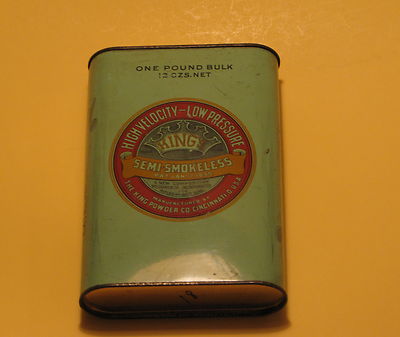 ONE POUND BULK
12 OZS. NET
HIGH VELOCITY-LOW PRESSURE
KING'S
SEMI-SMOKELESS
MANUFACTURED BY
THE KING POWDER CO. CINCINNATI, O. U.S.A.